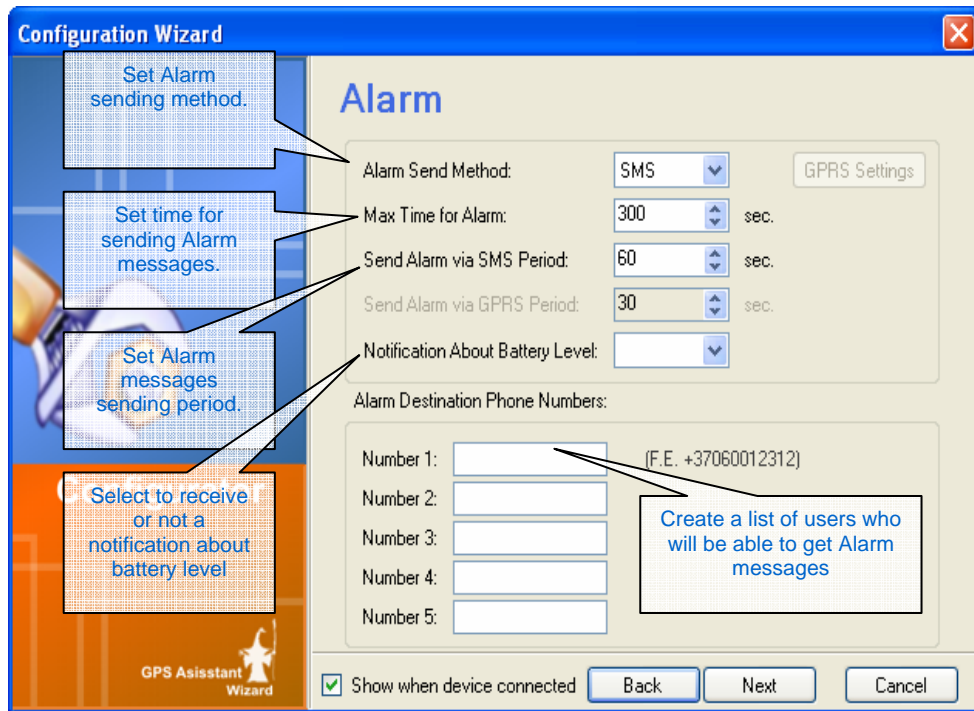 Configuration Wizard
Set Alarm
sending method.
Set time for
sending Alarm
messages.
Set Alarm
messages
sending period.
Select to receive
or not a
notification about
battery level
GPS Asisstant
Wizard
Alarm
Alarm Send Method: SMS GPRS Settings
Max Time for Alarm: 300 sec.
Send Alarm via SMS Period: 60 sec.
Send Alarm via GPRS Period: 30 sec.
Notification About Battery Level:
Alarm Destination Phone Numbers:
Number 1: (F.E. +37060012312)
Number 2:
Number 3:
Number 4:
Number 5:
Create a list of users who
will be able to get Alarm
messages
Show when device connected Back Next Cancel